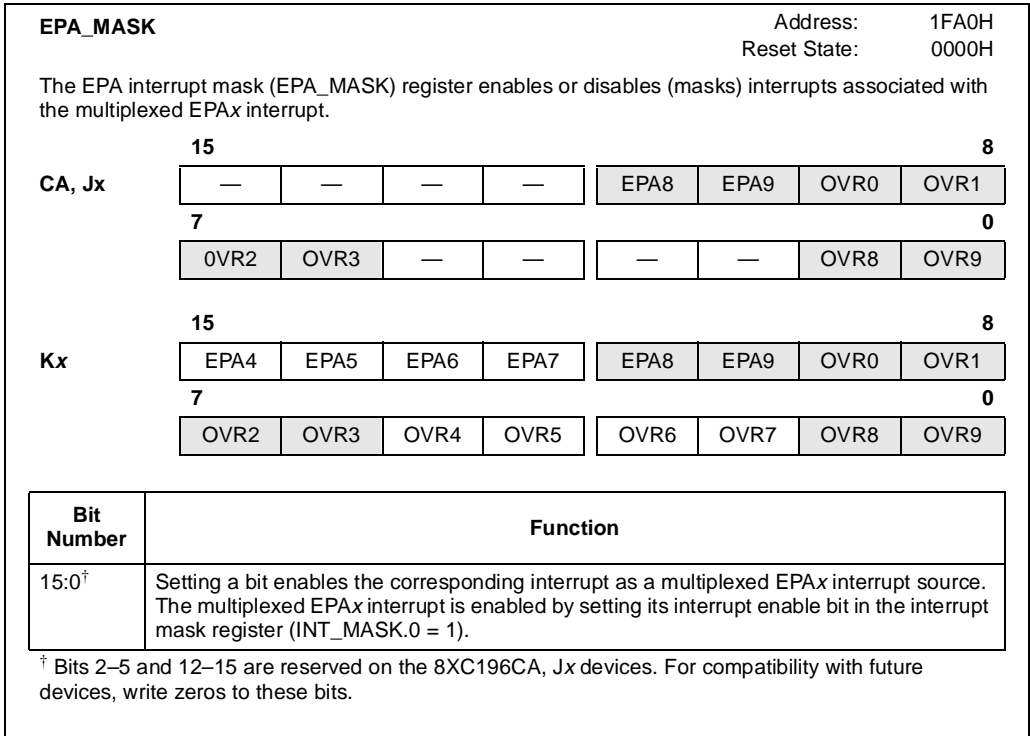 EPA_MASK Address: 1FA0H
Reset State: 0000H
The EPA interrupt mask (EPA_MASK) register enables or disables (masks) interrupts associated with
the multiplexed EPAx interrupt.
15 8
CA, Jx — — — — EPA8 EPA9 OVR0 OVR1
7 0
0VR2 OVR3 — — — — OVR8 OVR9
15 8
Kx EPA4 EPA5 EPA6 EPA7 EPA8 EPA9 OVR0 OVR1
7 0
OVR2 OVR3 OVR4 OVR5 OVR6 OVR7 OVR8 OVR9
Bit
Number Function
15:0† Setting a bit enables the corresponding interrupt as a multiplexed EPAx interrupt source.
The multiplexed EPAx interrupt is enabled by setting its interrupt enable bit in the interrupt
mask register (INT_MASK.0 = 1).
† Bits 2–5 and 12–15 are reserved on the 8XC196CA, Jx devices. For compatibility with future
devices, write zeros to these bits.